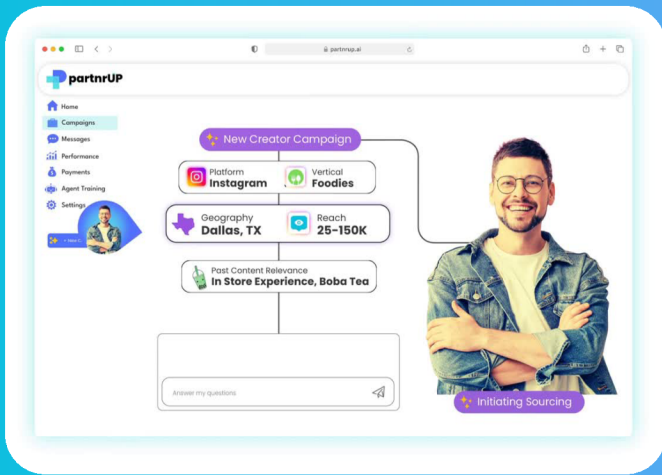 partnrup.ai
partnrUP
Home
Campaigns
Messages
Performance
Payments
Agent Training
Settings
+ New C
New Creator Campaign
Platform
Instagram
Vertical
Foodies
Geography
Dallas, TX
Reach
25-150K
Past Content Relevance
In Store Experience, Boba Tea
Answer my questions
Initiating Sourcing